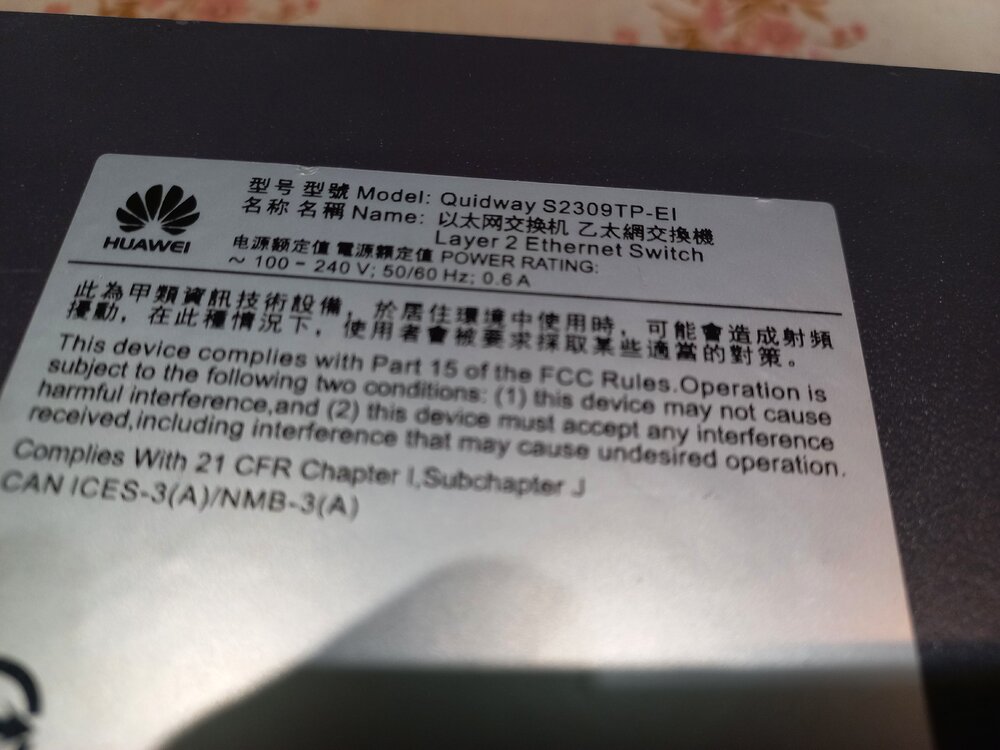 HUAWEI
型号 型號 Model: Quidway S2309TP-EI
名称 名稱 Name: 以太网交换机 乙太網交換機
Layer 2 Ethernet Switch
电源额定值 電源額定值 POWER RATING:
~ 100 - 240 V; 50/60 Hz; 0.6 A
此為甲類資訊技術設備，於居住環境中使用時，可能會造成射頻
擾動，在此種情況下，使用者會被要求採取某些適當的對策。
This device complies with Part 15 of the FCC Rules.Operation is
subject to the following two conditions: (1) this device may not cause
harmful interference,and (2) this device must accept any interference
received,including interference that may cause undesired operation.
Complies With 21 CFR Chapter I,Subchapter J
CAN ICES-3(A)/NMB-3(A)